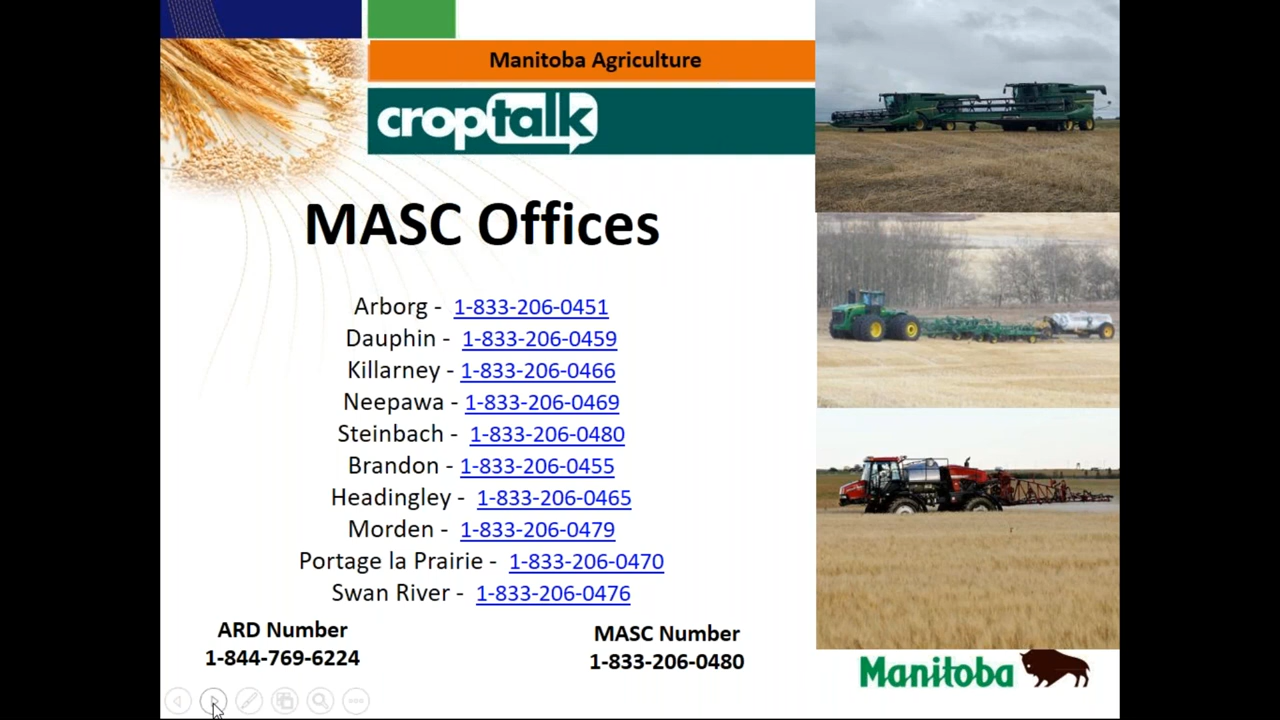 Manitoba Agriculture
croptalk
MASC Offices
Arborg - 1-833-206-0451
Dauphin - 1-833-206-0459
Killarney - 1-833-206-0466
Neepawa - 1-833-206-0469
Steinbach - 1-833-206-0480
Brandon - 1-833-206-0455
Headingley - 1-833-206-0465
Morden - 1-833-206-0479
Portage la Prairie - 1-833-206-0470
Swan River - 1-833-206-0476
ARD Number
1-844-769-6224
MASC Number
1-833-206-0480
Manitoba